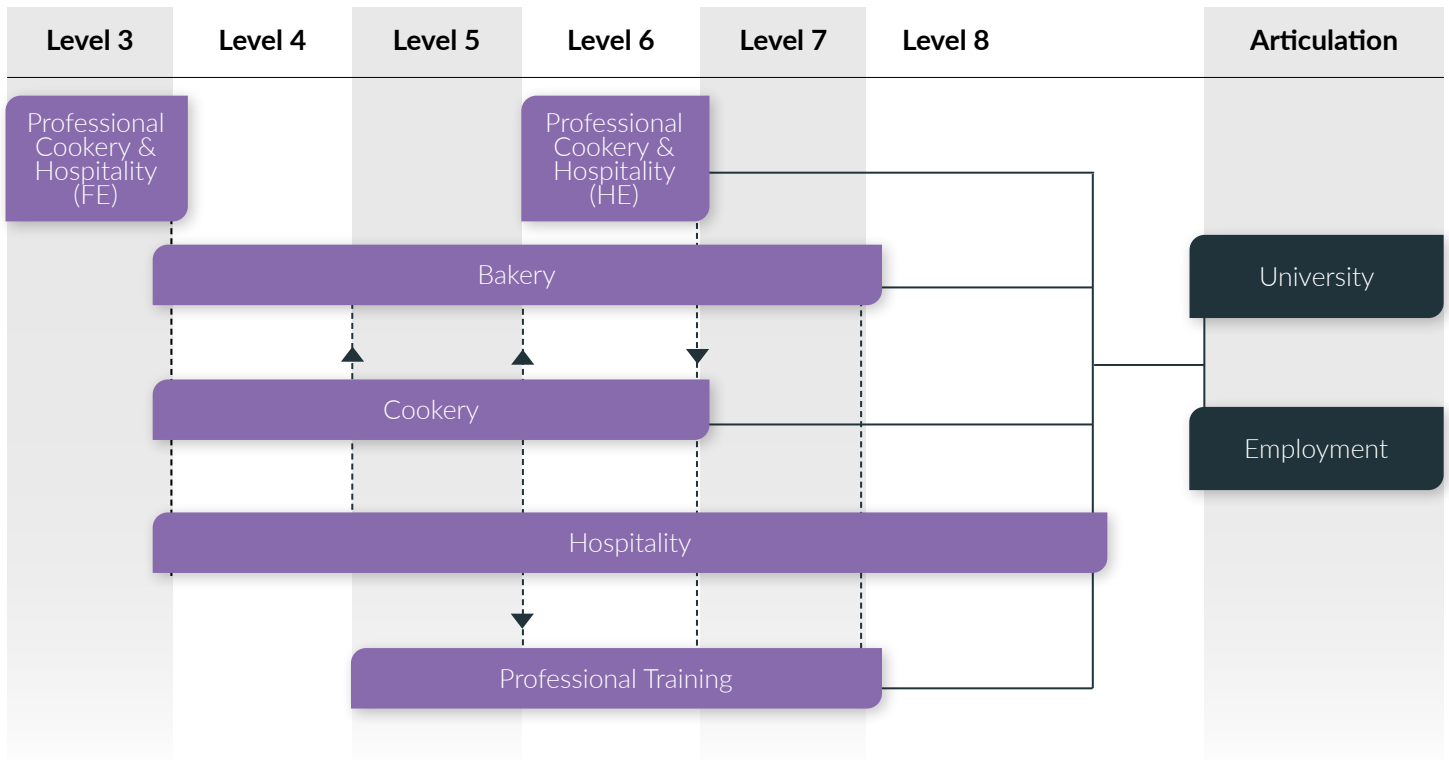 Level 3
Level 4
Level 5
Level 6
Level 7
Level 8
Articulation
Professional
Cookery &
Hospitality
(FE)
Professional
Cookery &
Hospitality
(HE)
Bakery
University
Cookery
Employment
Hospitality
Professional Training